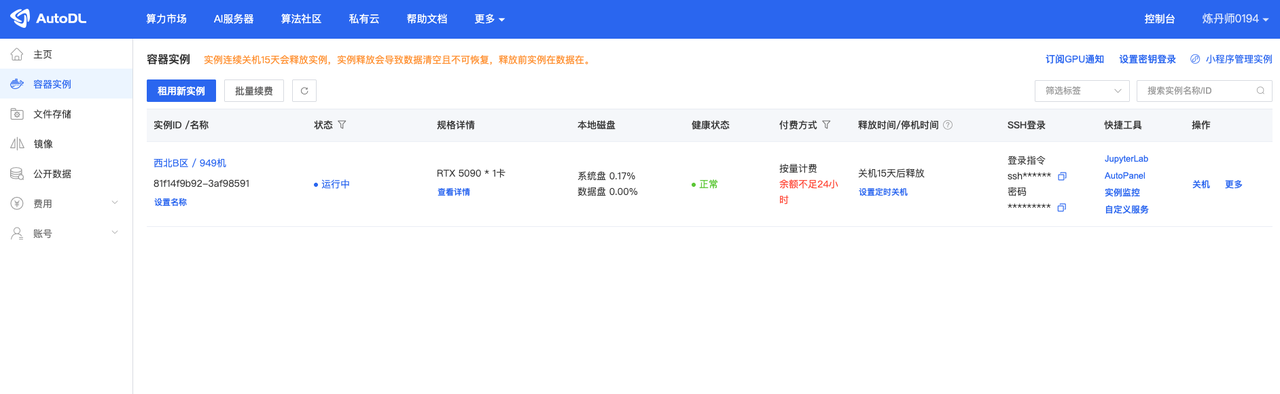 AutoDL 算力市场 AI服务器 算法社区 私有云 帮助文档 更多 控制台 炼丹师0194
主页
容器实例
文件存储
镜像
公开数据
费用
账号
容器实例 实例连续关机15天会释放实例，实例释放会导致数据清空且不可恢复，释放前实例在数据在。 订阅GPU通知 设置密钥登录 小程序管理实例
租用新实例 批量续费 筛选标签 搜索实例名称/ID
实例ID /名称 状态 规格详情 本地磁盘 健康状态 付费方式 释放时间/停机时间 SSH登录 快捷工具 操作
西北B区 / 949机
81f14f9b92-3af98591
设置名称
运行中
RTX 5090 * 1卡
查看详情
系统盘 0.17%
数据盘 0.00%
正常
按量计费
余额不足24小
时
关机15天后释放
设置定时关机
登录指令
ssh******
密码
*********
JupyterLab
AutoPanel
实例监控
自定义服务
关机 更多